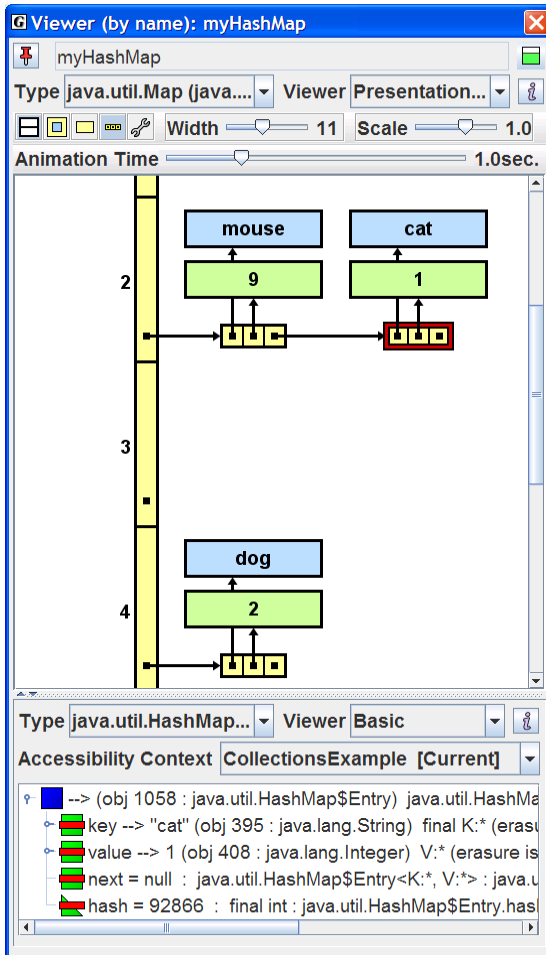 G Viewer (by name): myHashMap
myHashMap
Type java.util.Map (java.... Viewer Presentation... i
Width 11 Scale 1.0
Animation Time 1.0sec.
mouse cat
2 9 1
3
dog
4 2
Type java.util.HashMap... Viewer Basic i
Accessibility Context CollectionsExample [Current]
--> (obj 1058 : java.util.HashMap$Entry) java.util.HashMa
key --> "cat" (obj 395 : java.lang.String) final K:* (erasu
value --> 1 (obj 408 : java.lang.Integer) V:* (erasure is
next = null : java.util.HashMap$Entry<K:*, V:*> : java.u
hash = 92866 : final int : java.util.HashMap$Entry.hash